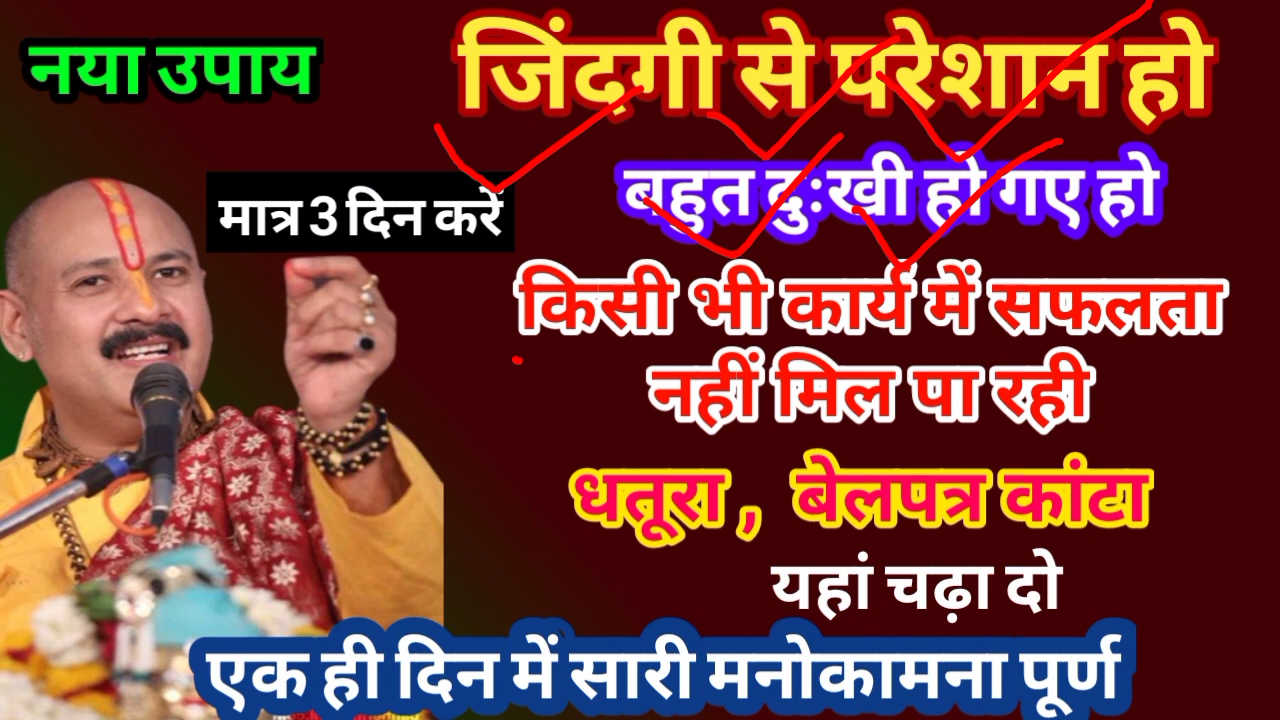 नया उपाय
जिंदगी से परेशान हो
मात्र 3 दिन करें
बहुत दुःखी हो गए हो
किसी भी कार्य में सफलता
नहीं मिल पा रही
धतूरा , बेलपत्र कांटा
यहां चढ़ा दो
एक ही दिन में सारी मनोकामना पूर्ण